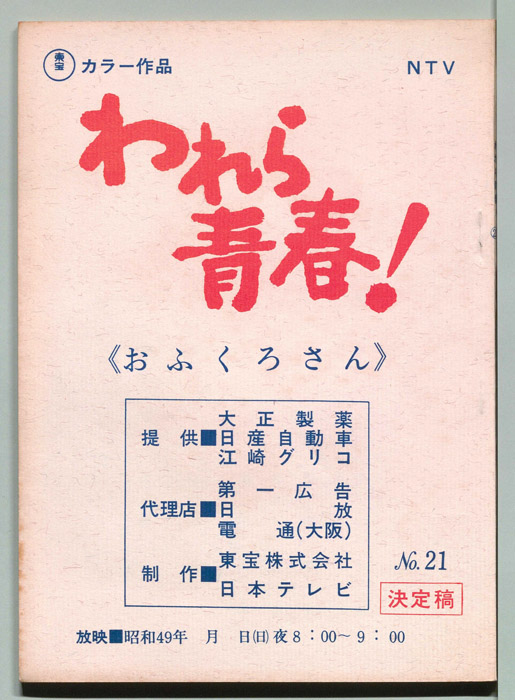 東宝 カラー作品 NTV
われら
青春!
《おふくろさん》
大正製薬
提供■日産自動車
江崎グリコ
第一広告
代理店■日放
電通(大阪)
東宝株式会社
制作■
日本テレビ
No.21
決定稿
放映■昭和49年 月 日(日)夜8:00~9:00